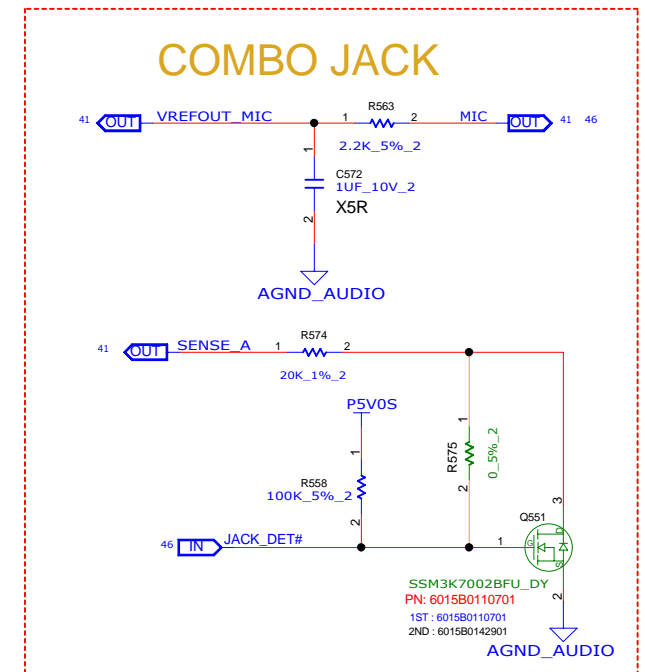 COMBO JACK
41 OUT VREFOUT_MIC 1 R563 2 MIC OUT 41 46
2.2K_5%_2
1
C572
1UF_10V_2
X5R
2
AGND_AUDIO
41 OUT SENSE_A 1 R574 2
20K_1%_2
P5V0S
1
R558
100K_5%_2
2
1
R575
0_5%_2
2
46 IN JACK_DET#
1
Q551
3
D
G
S
2
SSM3K7002BFU_DY
PN: 6015B0110701
1ST : 6015B0110701
2ND : 6015B0142901
AGND_AUDIO